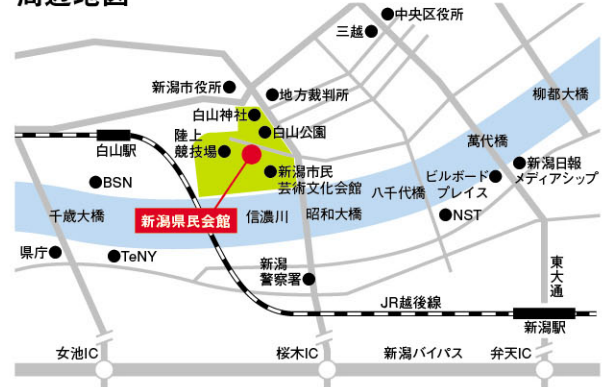 周辺地図
中央区役所
三越
新潟市役所
地方裁判所
柳都大橋
白山神社
白山公園
陸上
競技場
萬代橋
白山駅
新潟日報
メディアシップ
新潟市民
芸術文化会館
ビルボード
プレイス
BSN
八千代橋
千歳大橋
新潟県民会館
信濃川
昭和大橋
NST
県庁
TeNY
新潟
警察署
東大通
JR越後線
新潟駅
女池IC
桜木IC
新潟バイパス
弁天IC